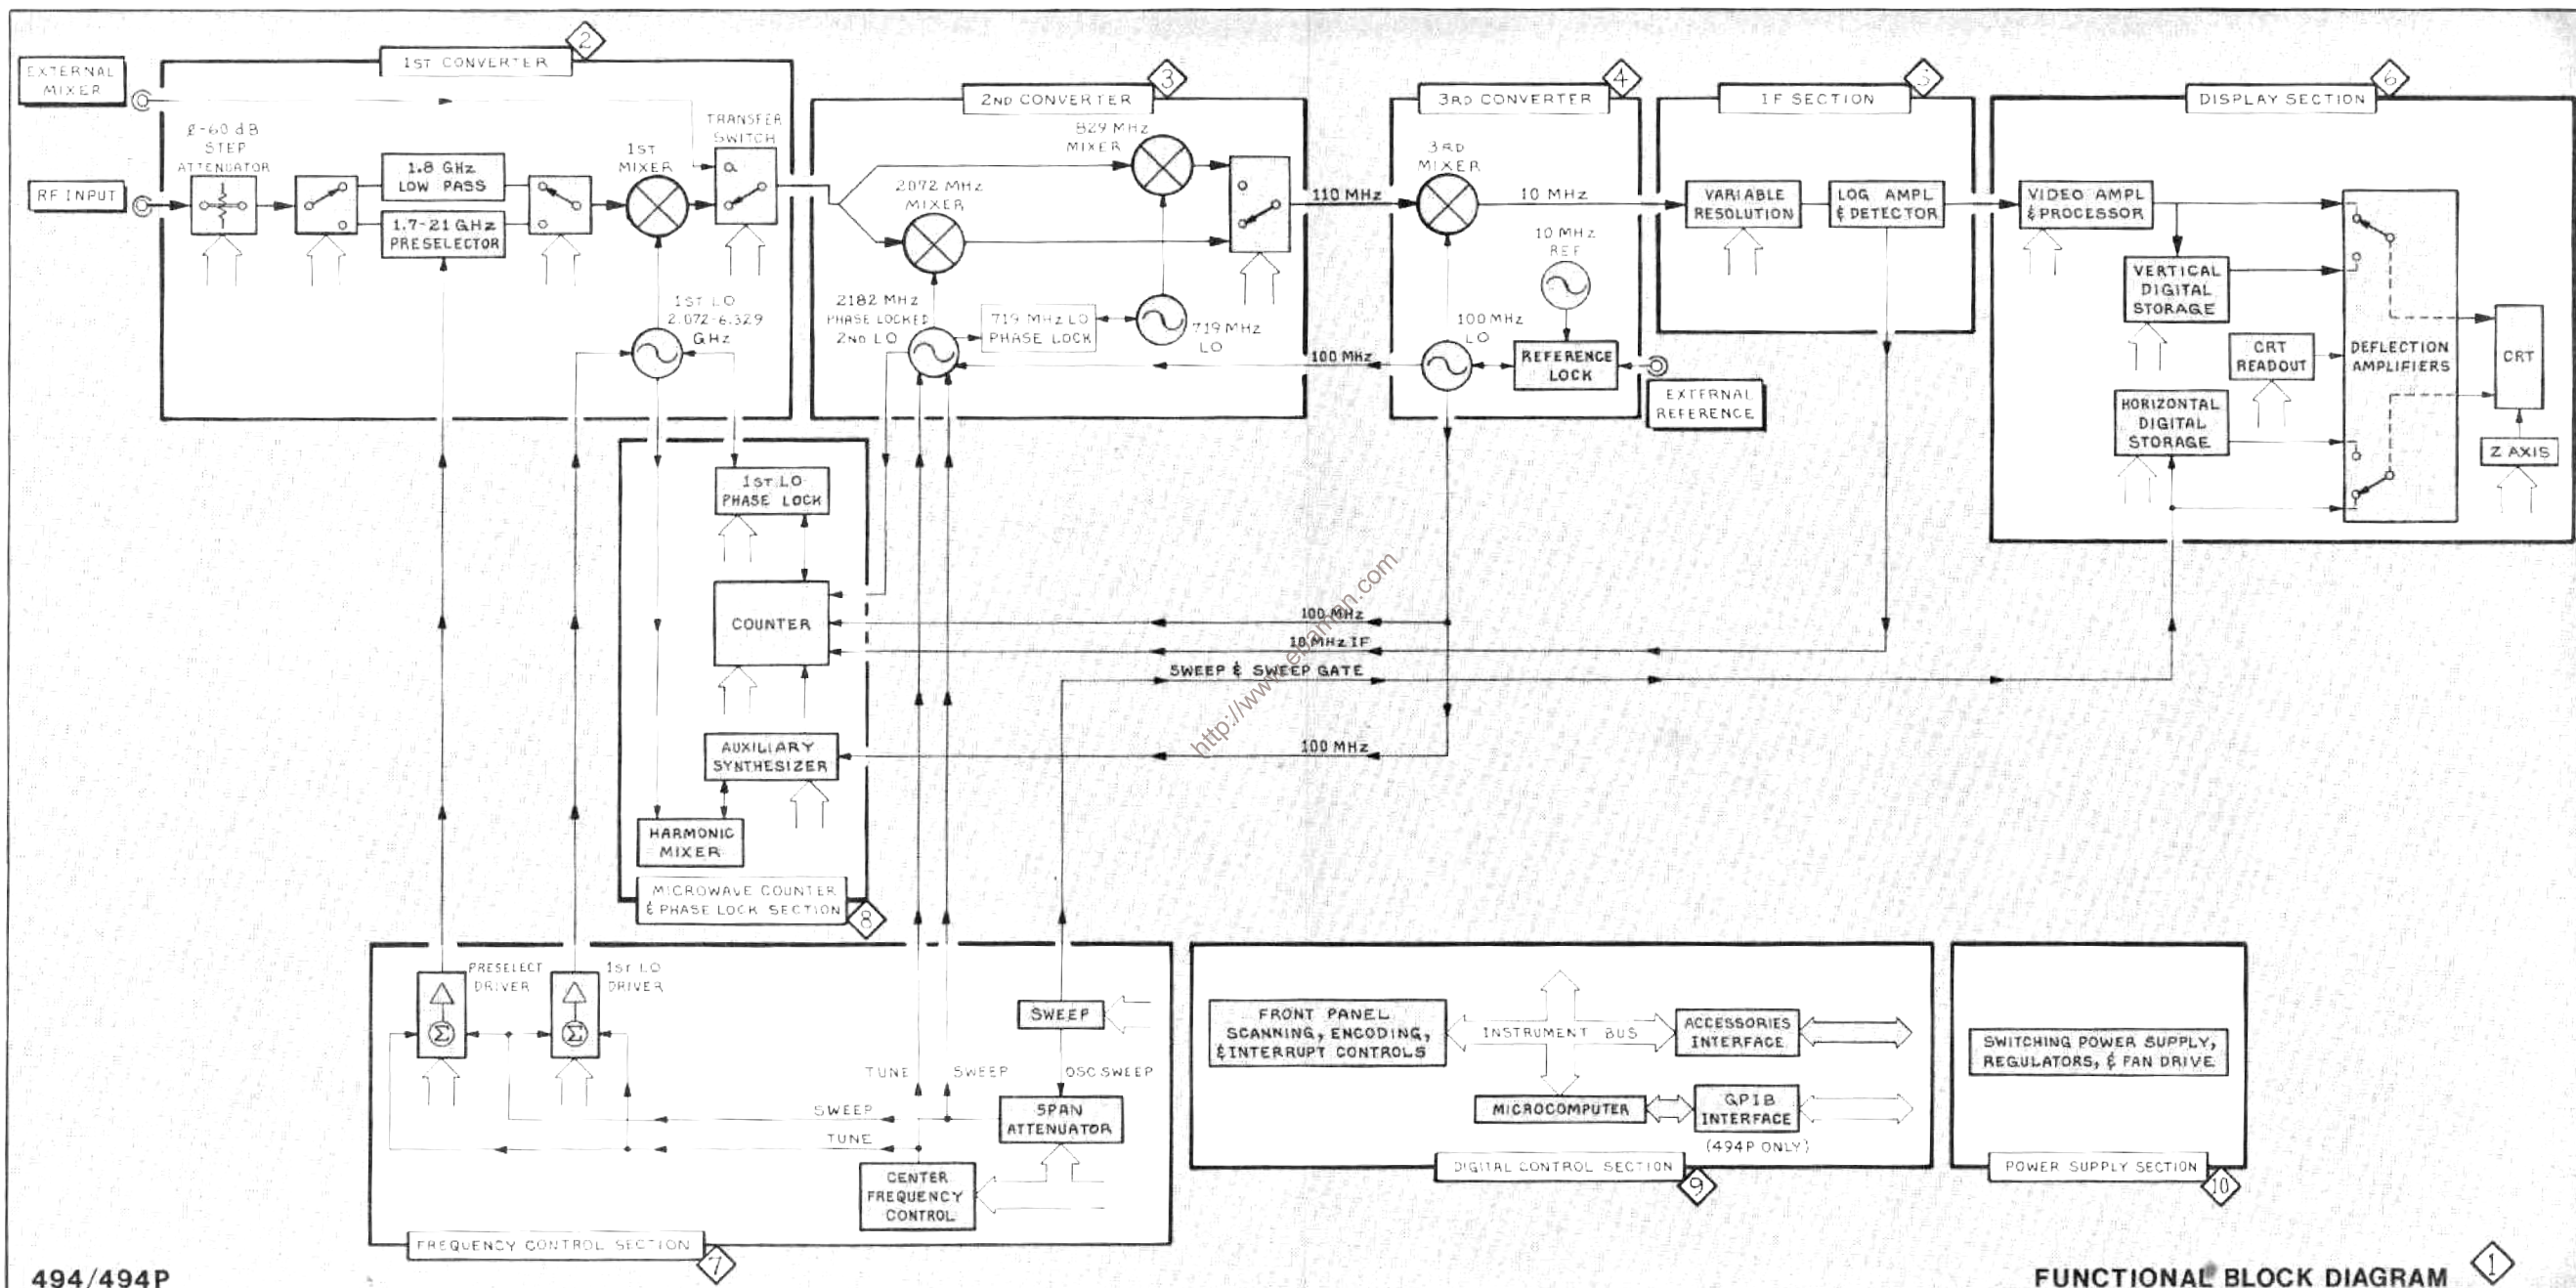 EXTERNAL
MIXER
1ST CONVERTER
2
0-60 dB
STEP
ATTENUATOR
RF INPUT
1.8 GHz
LOW PASS
1.7-21 GHz
PRESELECTOR
1ST
MIXER
TRANSFER
SWITCH
1ST LO
2.072-6.329
GHz
2ND CONVERTER
3
829 MHz
MIXER
2072 MHz
MIXER
2182 MHz
PHASE LOCKED
2ND LO
719 MHz LO
PHASE LOCK
719 MHz
LO
110 MHz
100 MHz
3RD CONVERTER
4
3RD
MIXER
10 MHz
10 MHz
REF
100 MHz
LO
REFERENCE
LOCK
EXTERNAL
REFERENCE
IF SECTION
5
VARIABLE
RESOLUTION
LOG AMPL
& DETECTOR
DISPLAY SECTION
6
VIDEO AMPL
& PROCESSOR
VERTICAL
DIGITAL
STORAGE
CRT
READOUT
HORIZONTAL
DIGITAL
STORAGE
DEFLECTION
AMPLIFIERS
CRT
Z AXIS
1ST LO
PHASE LOCK
COUNTER
AUXILIARY
SYNTHESIZER
HARMONIC
MIXER
MICROWAVE COUNTER
& PHASE LOCK SECTION
8
100 MHz
10 MHz IF
SWEEP & SWEEP GATE
100 MHz
PRESELECT
DRIVER
Σ
1ST LO
DRIVER
Σ
SWEEP
TUNE
SWEEP
OSC SWEEP
SWEEP
TUNE
SPAN
ATTENUATOR
CENTER
FREQUENCY
CONTROL
FREQUENCY CONTROL SECTION
7
FRONT PANEL
SCANNING, ENCODING,
& INTERRUPT CONTROLS
INSTRUMENT BUS
ACCESSORIES
INTERFACE
MICROCOMPUTER
GPIB
INTERFACE
(494P ONLY)
DIGITAL CONTROL SECTION
9
SWITCHING POWER SUPPLY,
REGULATORS, & FAN DRIVE
POWER SUPPLY SECTION
10
494/494P
FUNCTIONAL BLOCK DIAGRAM
1